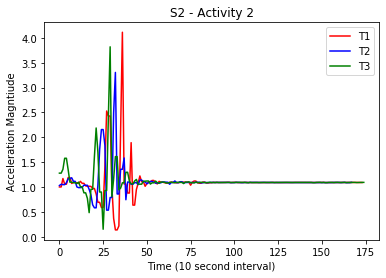 S2 - Activity 2
T1
T2
T3
Acceleration Magntiude
4.0
3.5
3.0
2.5
2.0
1.5
1.0
0.5
0.0
0 25 50 75 100 125 150 175
Time (10 second interval)